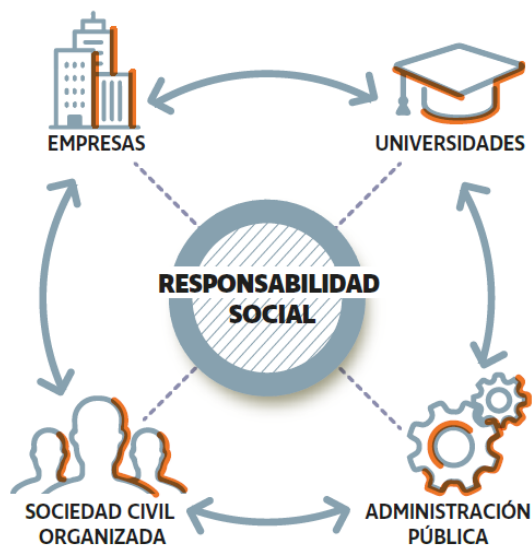 EMPRESAS
UNIVERSIDADES
RESPONSABILIDAD
SOCIAL
SOCIEDAD CIVIL
ORGANIZADA
ADMINISTRACIÓN
PÚBLICA